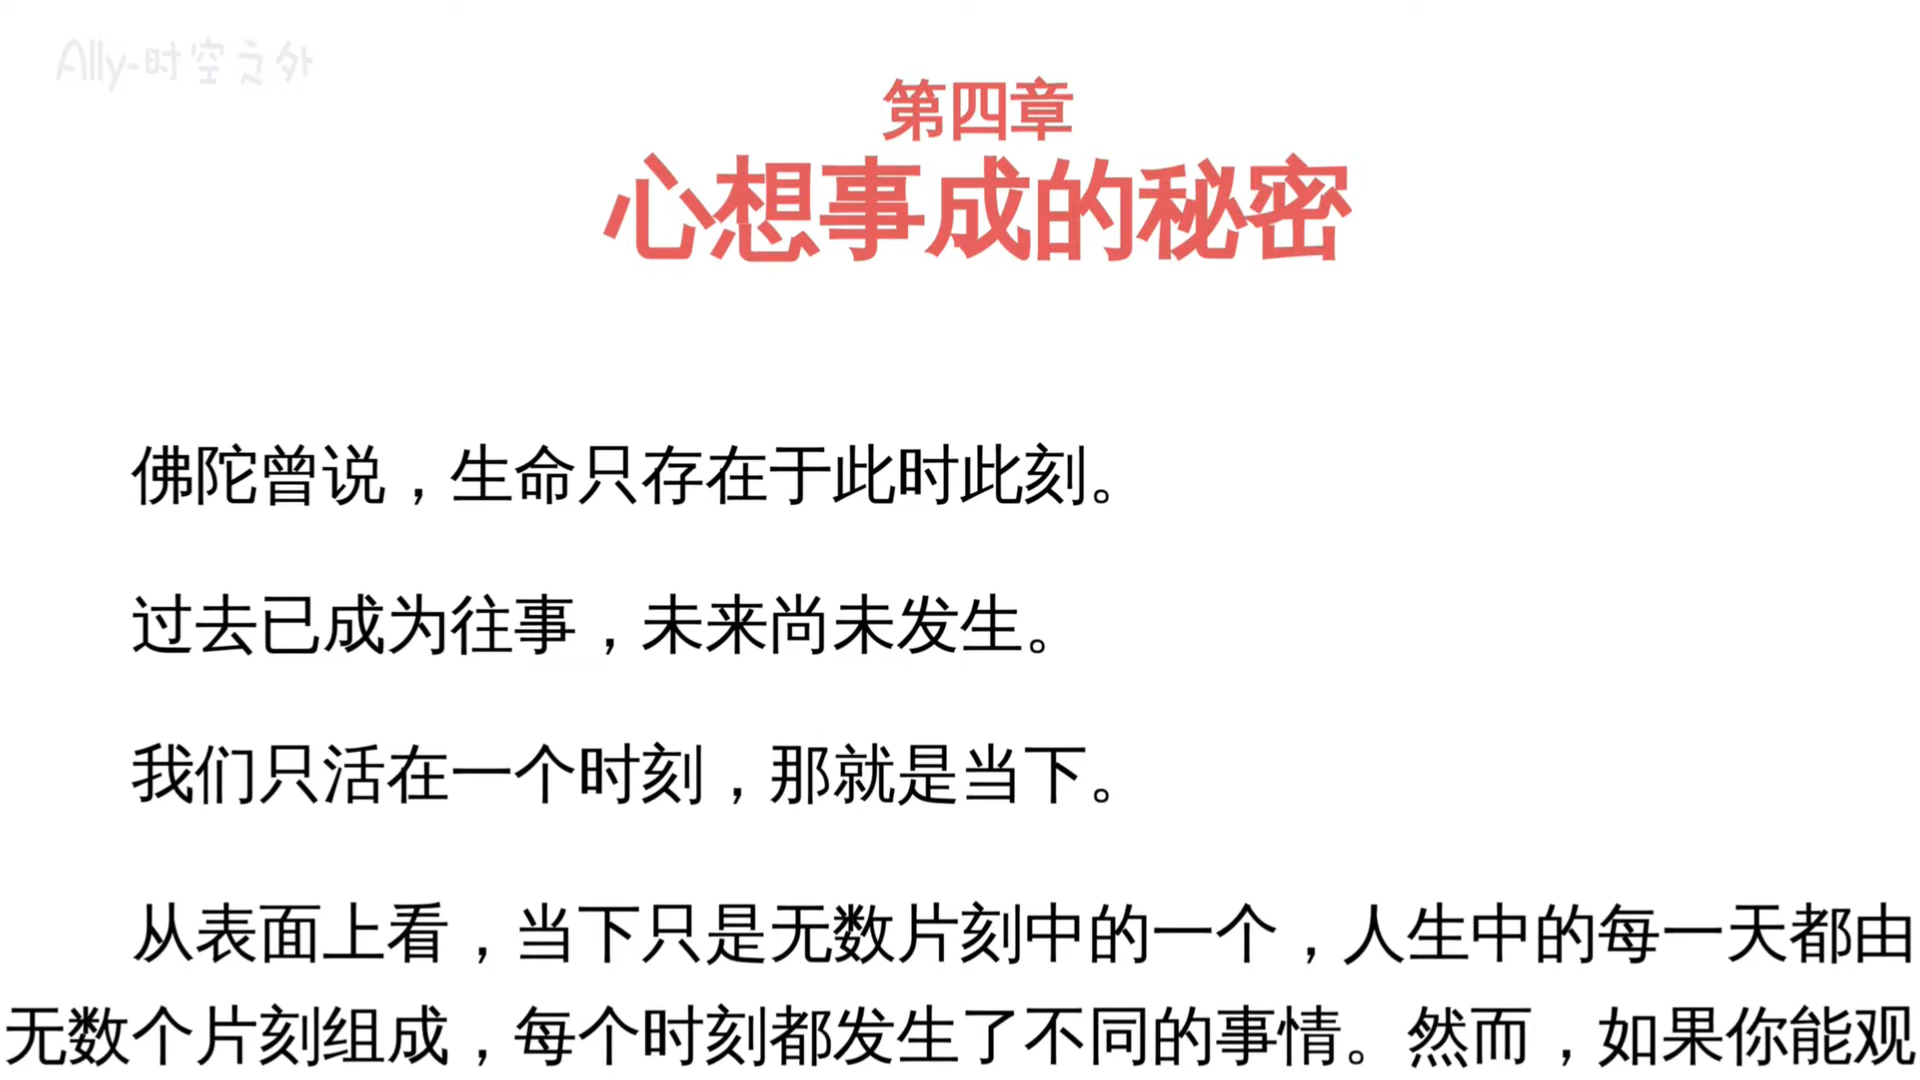 Ally-时空之外
第四章
心想事成的秘密
佛陀曾说，生命只存在于此时此刻。
过去已成为往事，未来尚未发生。
我们只活在一个时刻，那就是当下。
从表面上看，当下只是无数片刻中的一个，人生中的每一天都由
无数个片刻组成，每个时刻都发生了不同的事情。然而，如果你能观